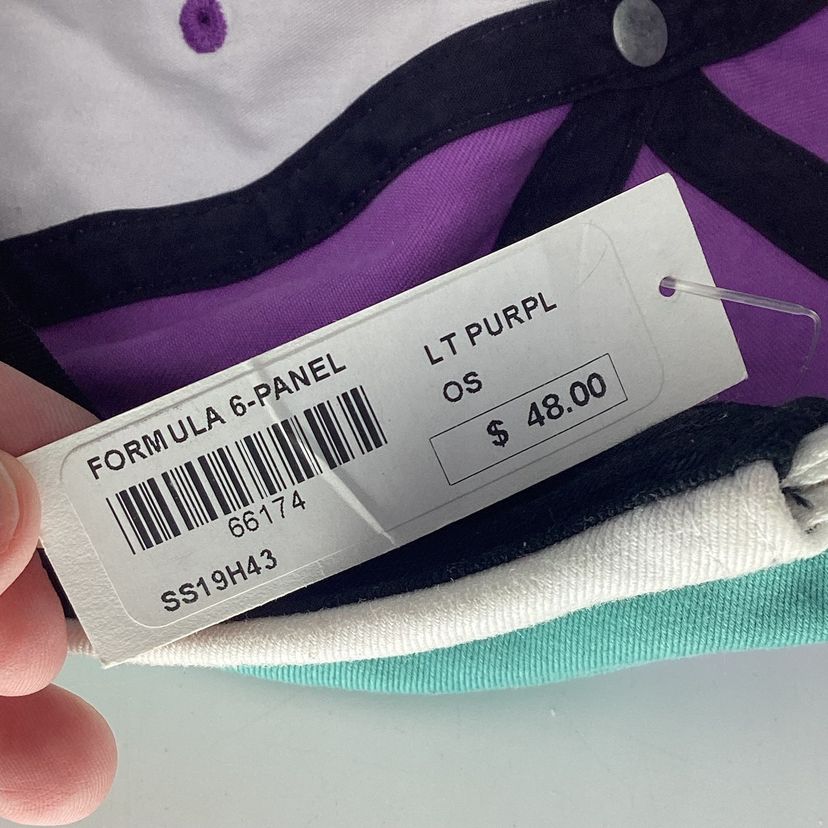 FORMULA 6-PANEL
66174
SS19H43
LT PURPL
OS
$ 48.00